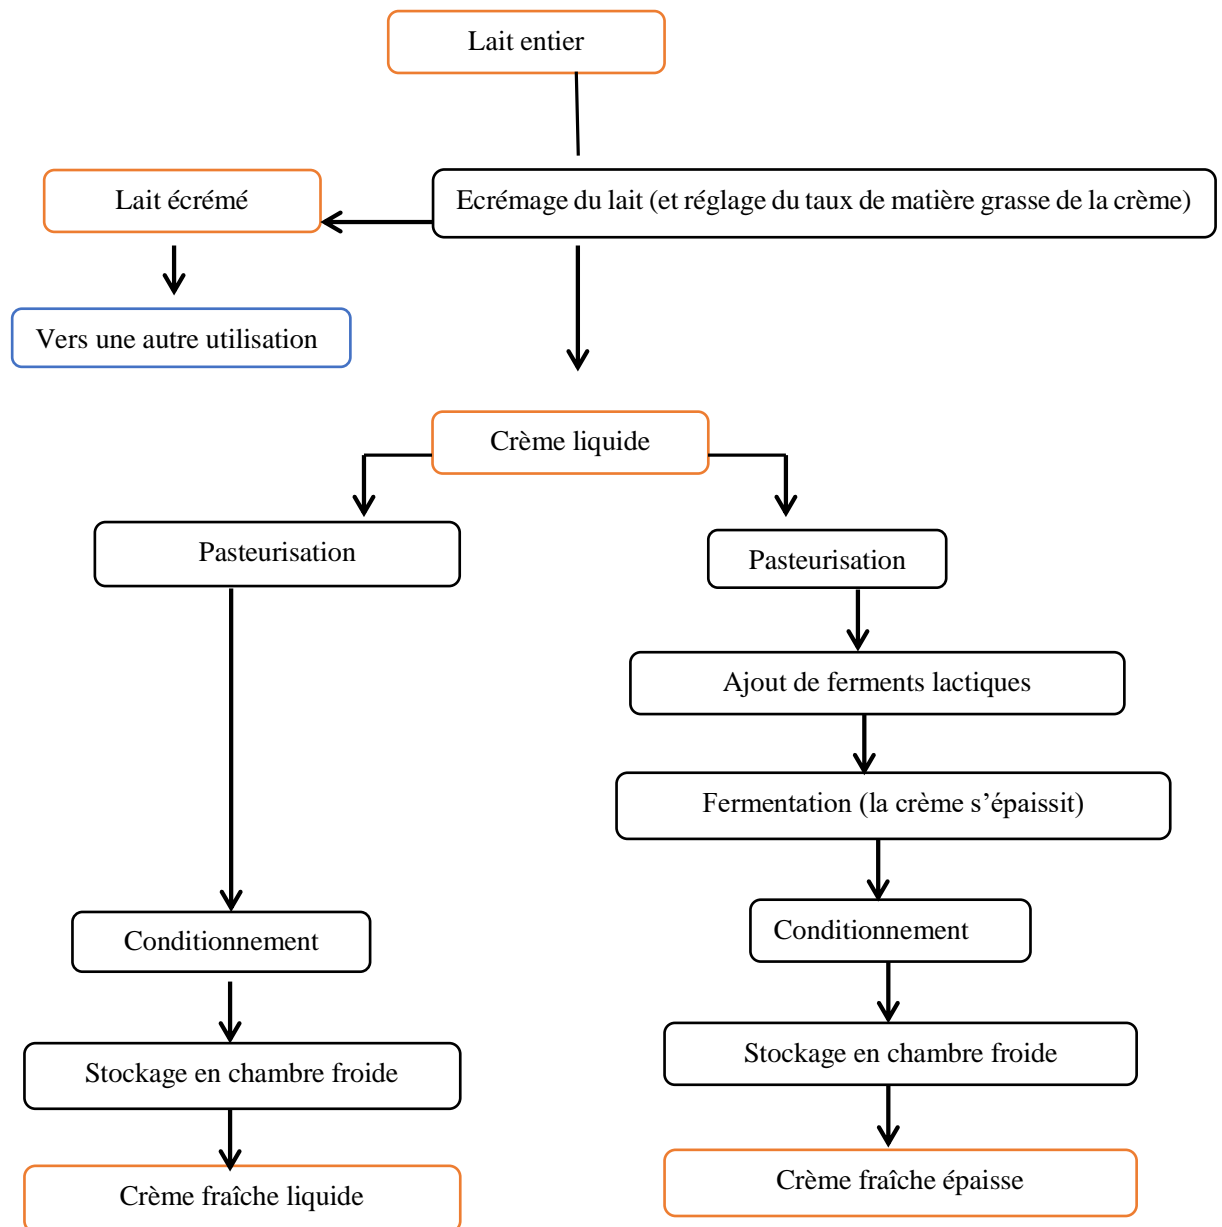 Lait entier
Lait écrémé
Ecrémage du lait (et réglage du taux de matière grasse de la crème)
Vers une autre utilisation
Crème liquide
Pasteurisation
Pasteurisation
Ajout de ferments lactiques
Fermentation (la crème s’épaissit)
Conditionnement
Conditionnement
Stockage en chambre froide
Stockage en chambre froide
Crème fraîche liquide
Crème fraîche épaisse